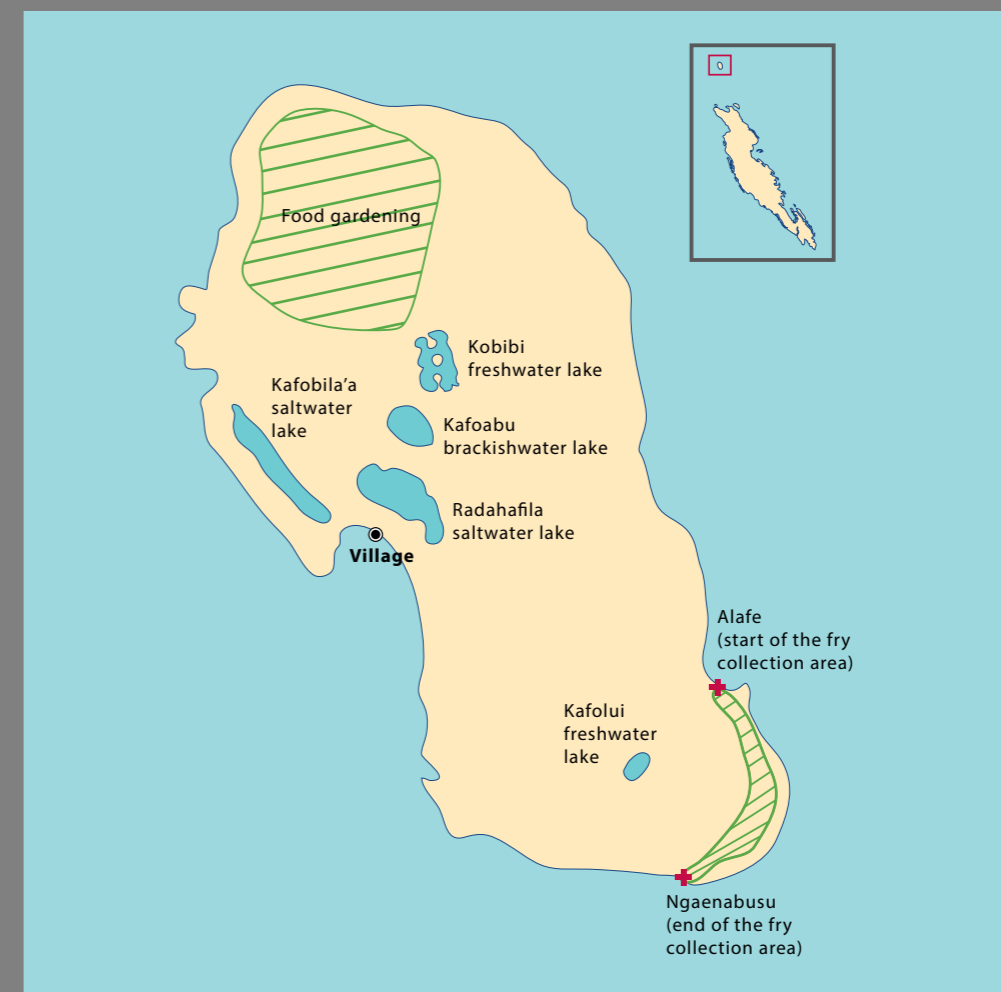 Food gardening
Kobibi
freshwater lake
Kafobila’a
saltwater
lake
Kafoabu
brackishwater lake
Radahafila
saltwater lake
Village
Alafe
(start of the fry
collection area)
Kafolui
freshwater
lake
Ngaenabusu
(end of the fry
collection area)